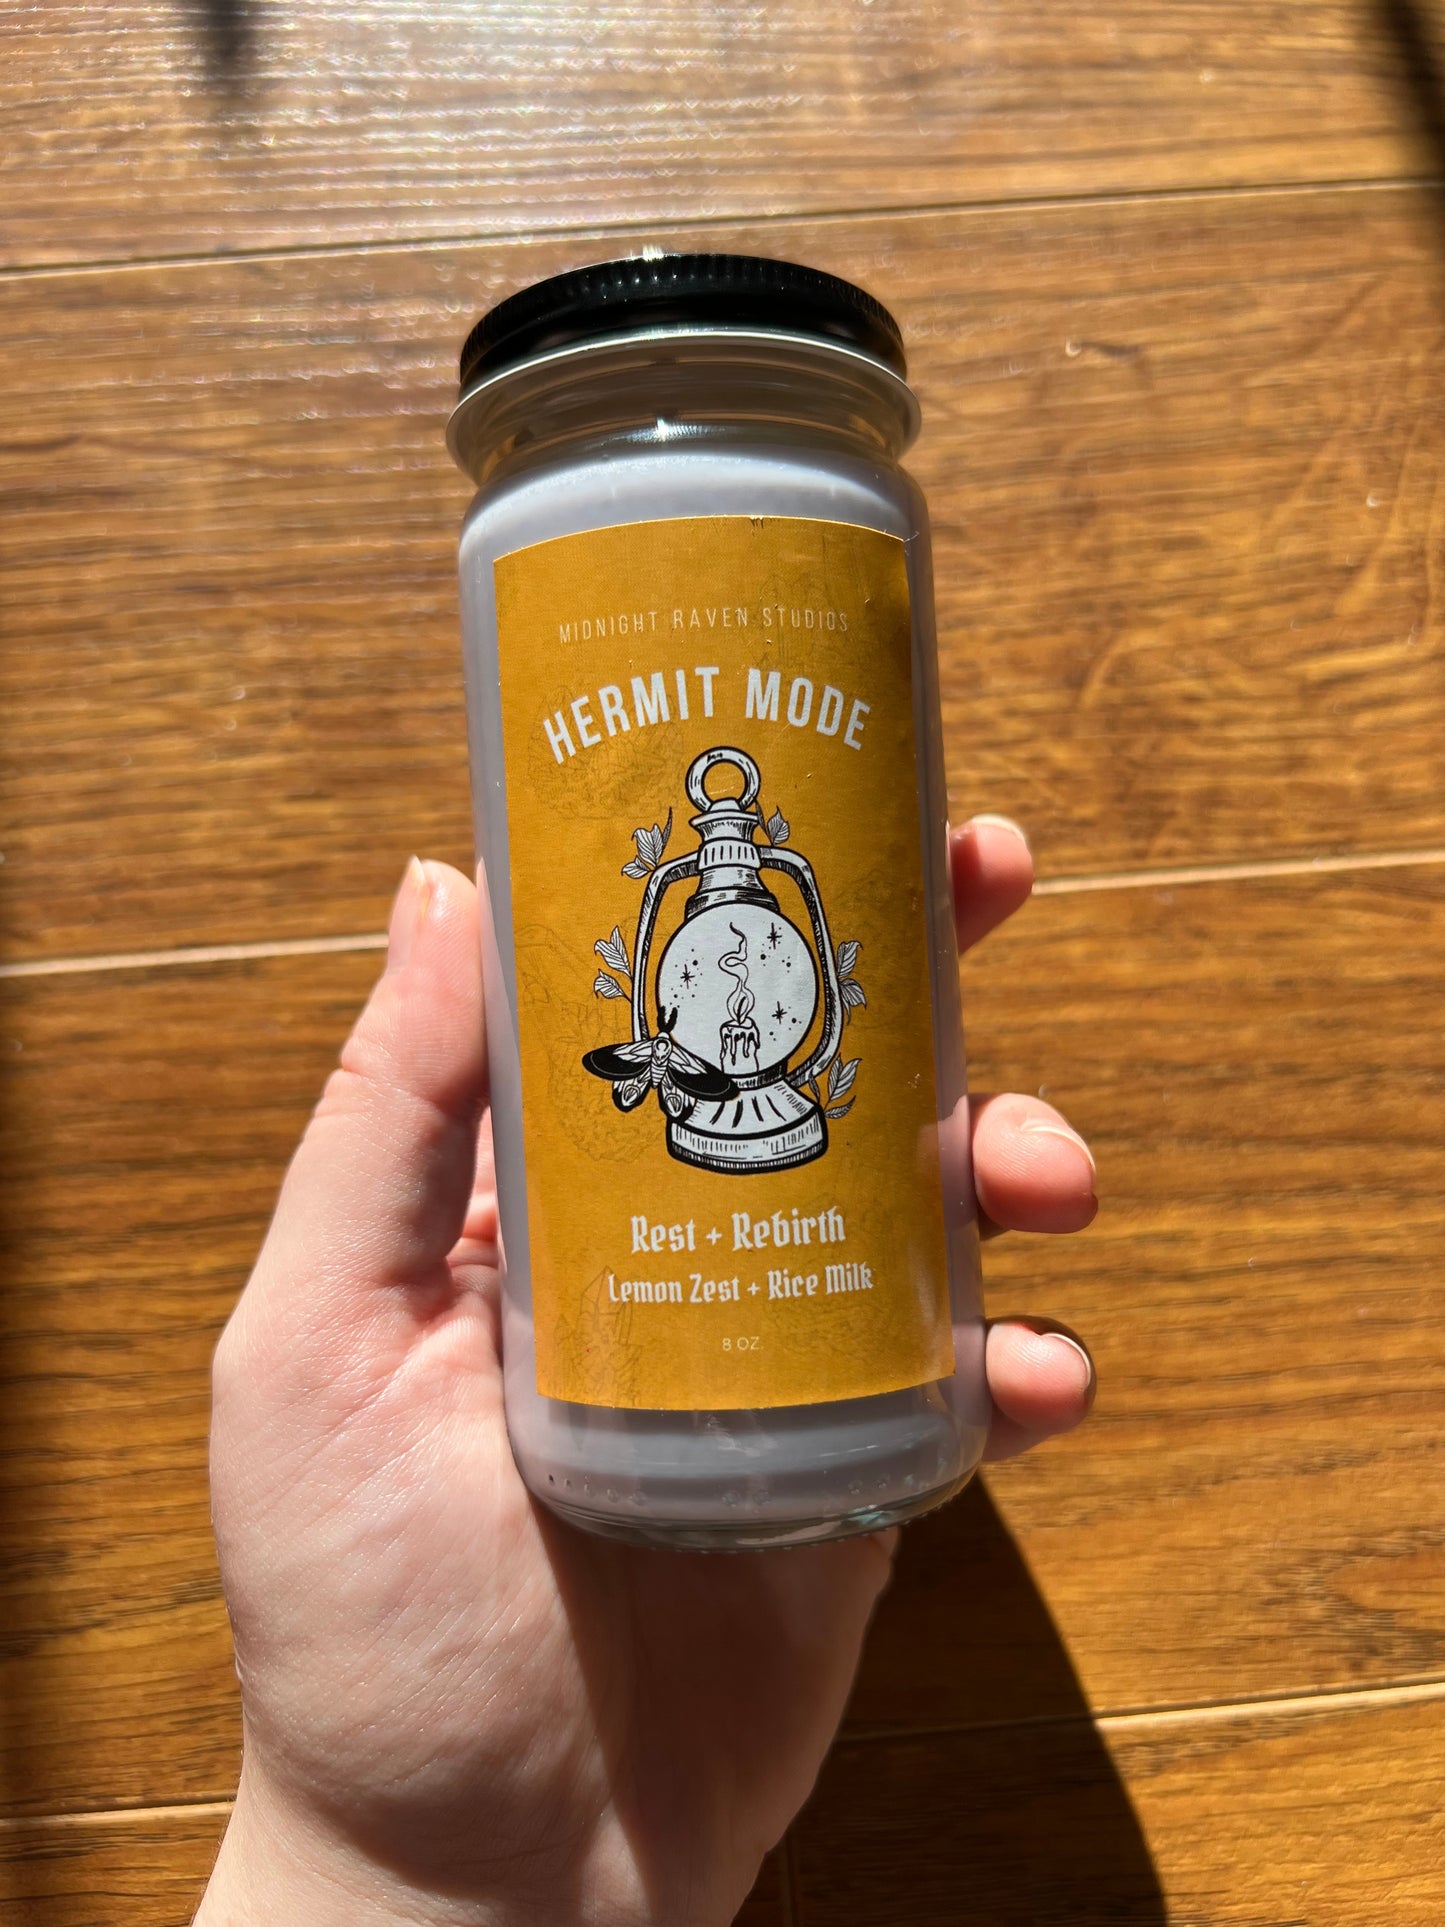 MIDNIGHT RAVEN STUDIOS
HERMIT MODE
Rest + Rebirth
Lemon Zest + Rice Milk
8 OZ.